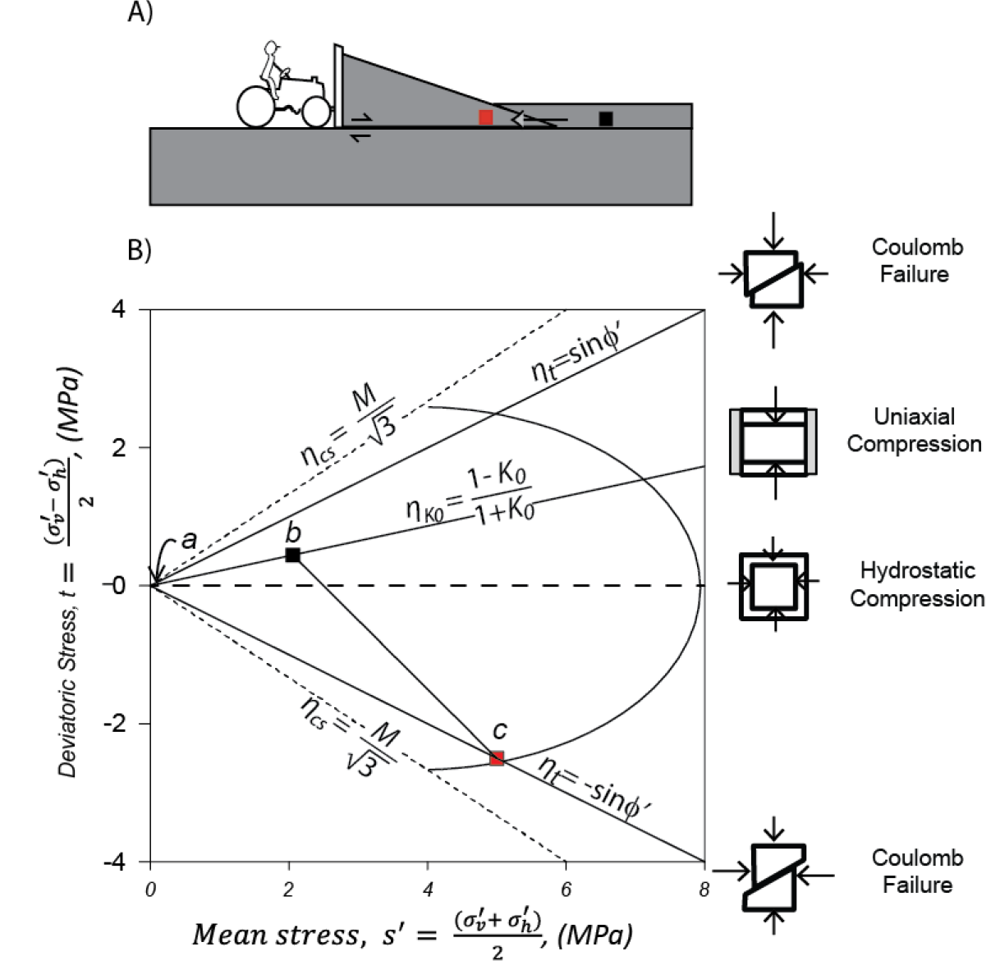 A)
B)
Coulomb
Failure
4
ηt=sinϕ′
ηcs = M/√3
Uniaxial
Compression
2
ηK0 = 1-K0/1+K0
a
b
0
Hydrostatic
Compression
Deviatoric Stress, t = (σ′v − σ′h)/2, (MPa)
ηcs = M/√3
-2
c
ηt= -sinϕ′
-4
Coulomb
Failure
0 2 4 6 8
Mean stress, s′ = (σ′v + σ′h)/2, (MPa)